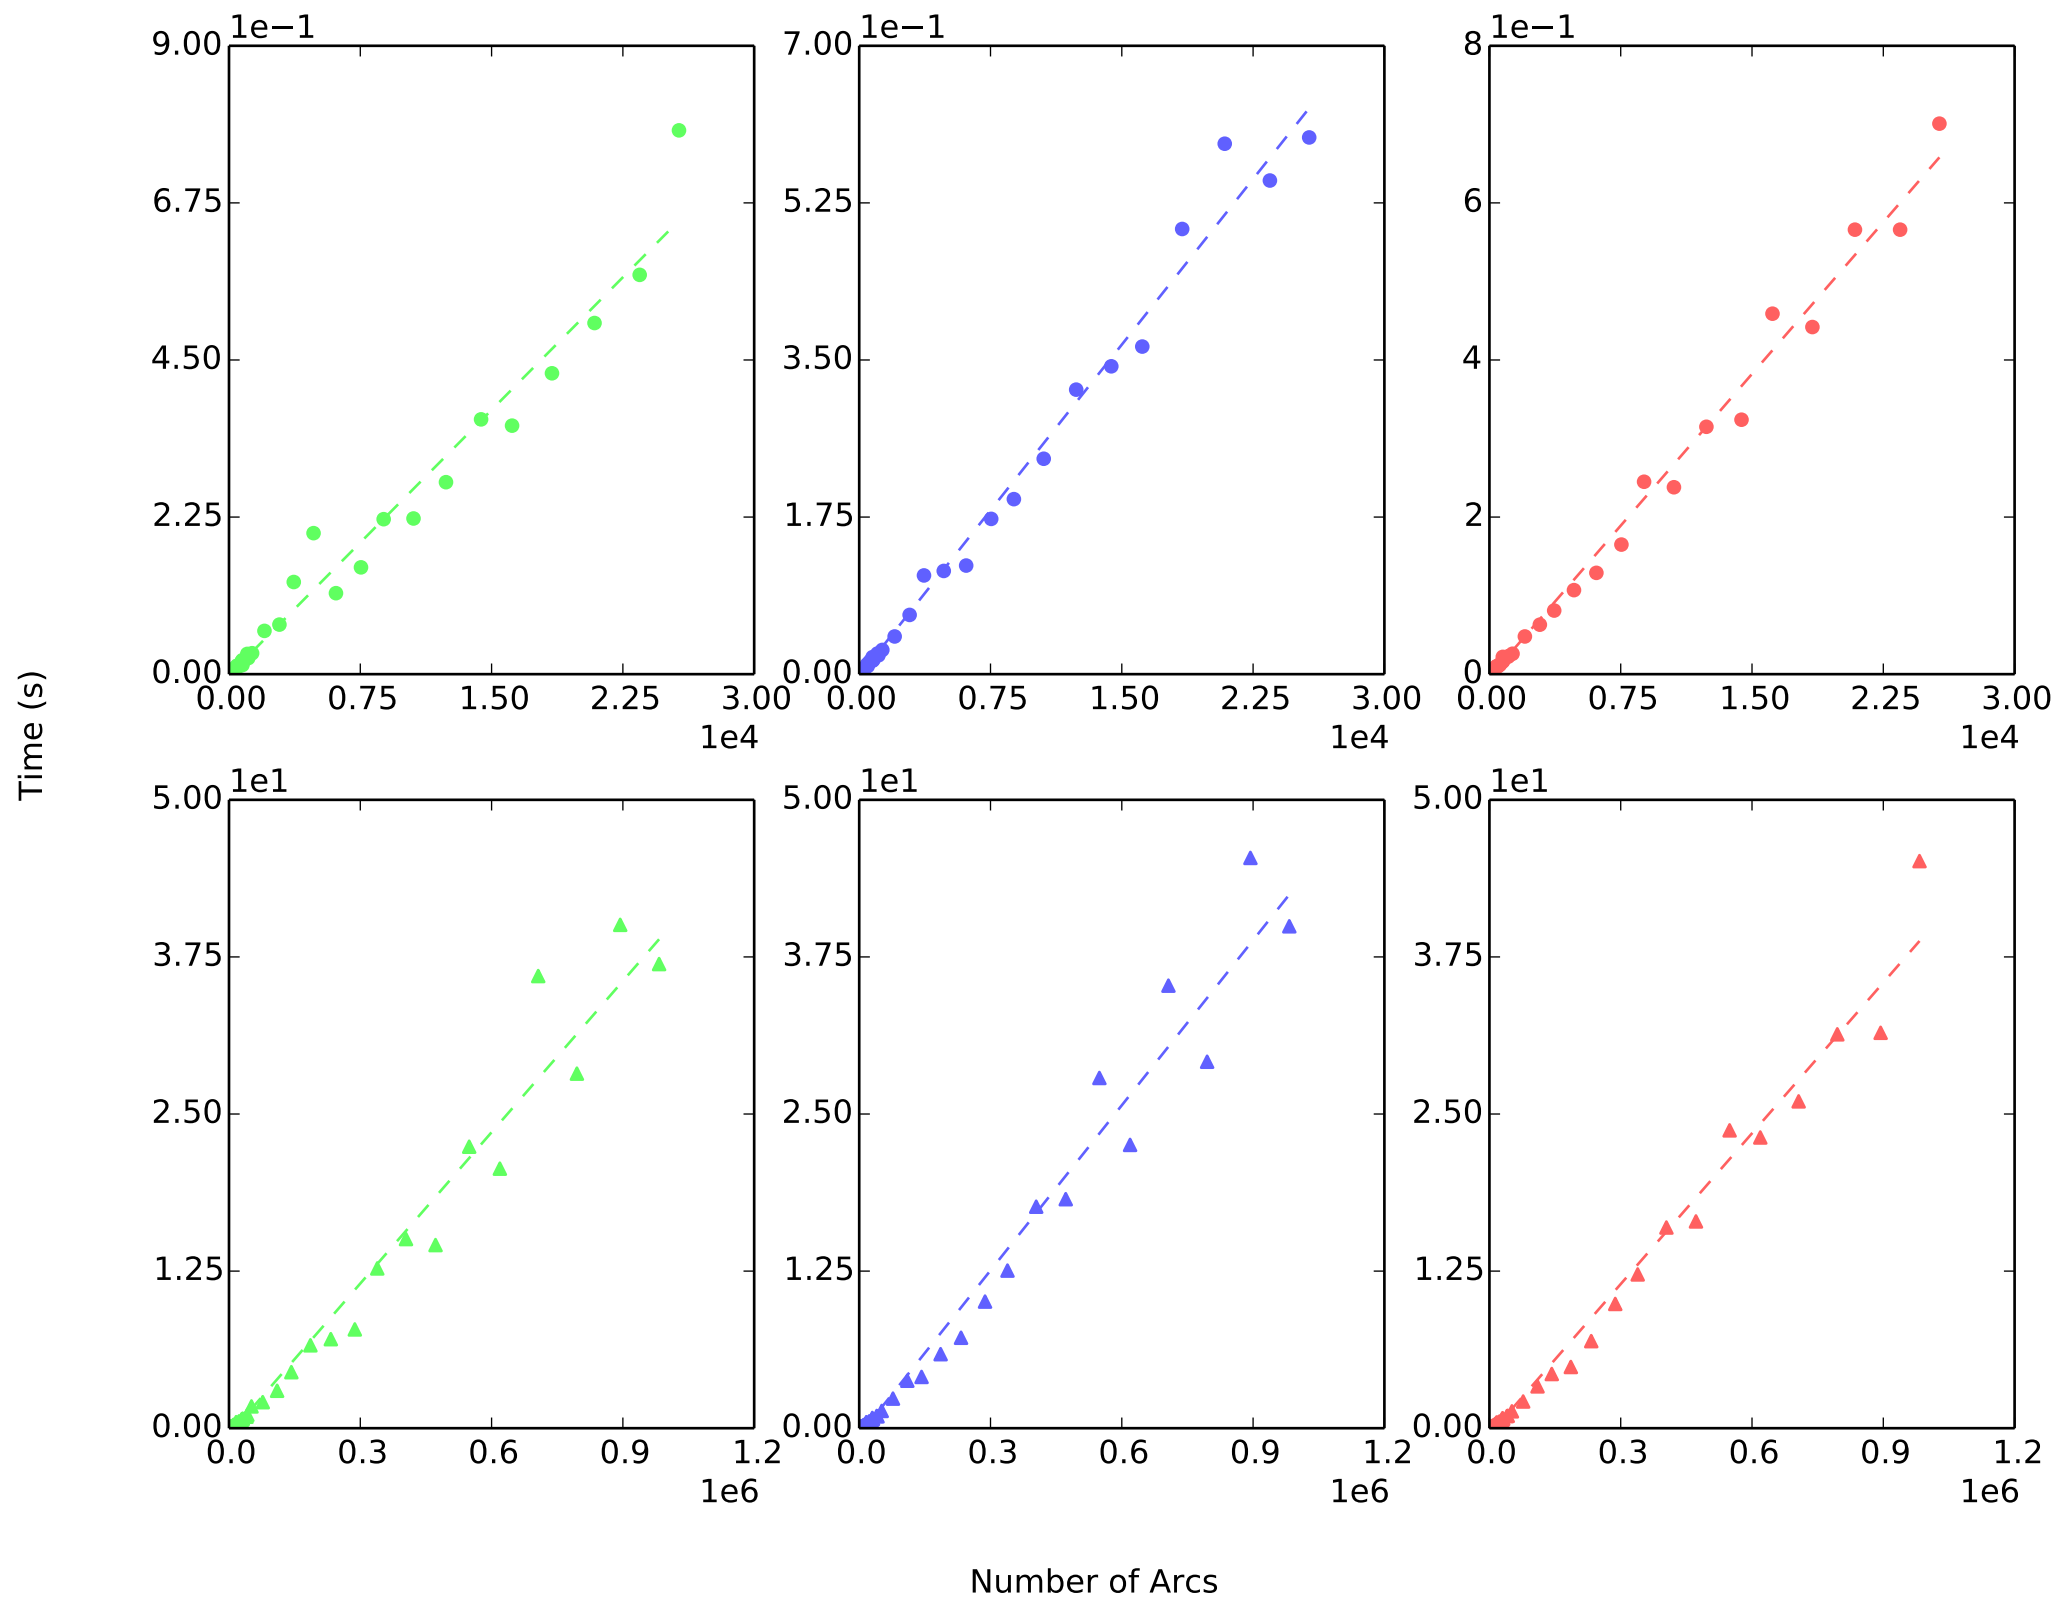 1e−1 1e−1 1e−1
9.00 7.00 8
6.75 5.25 6
4.50 3.50 4
2.25 1.75 2
0.00 0.00 0
0.00 0.75 1.50 2.25 3.00 0.00 0.75 1.50 2.25 3.00 0.00 0.75 1.50 2.25 3.00
1e4 1e4 1e4
Time (s)
1e1 1e1 1e1
5.00 5.00 5.00
3.75 3.75 3.75
2.50 2.50 2.50
1.25 1.25 1.25
0.00 0.00 0.00
0.0 0.3 0.6 0.9 1.2 0.0 0.3 0.6 0.9 1.2 0.0 0.3 0.6 0.9 1.2
1e6 1e6 1e6
Number of Arcs